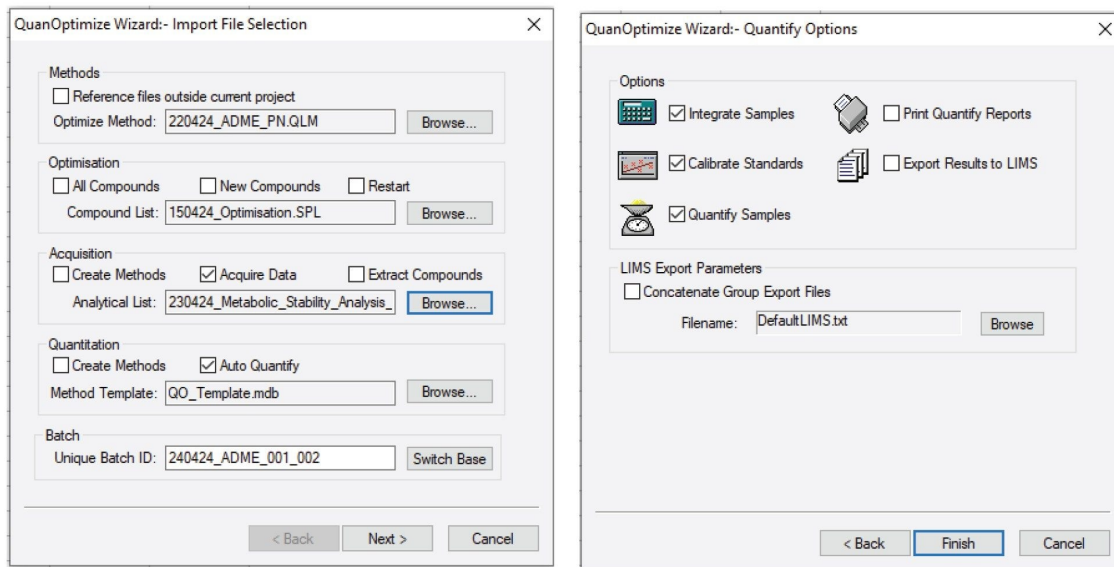 QuanOptimize Wizard:- Import File Selection
Methods
Reference files outside current project
Optimize Method: 220424_ADME_PN.QLM Browse...
Optimisation
All Compounds New Compounds Restart
Compound List: 150424_Optimisation.SPL Browse...
Acquisition
Create Methods Acquire Data Extract Compounds
Analytical List: 230424_Metabolic_Stability_Analysis_ Browse...
Quantitation
Create Methods Auto Quantify
Method Template: QO_Template.mdb Browse...
Batch
Unique Batch ID: 240424_ADME_001_002 Switch Base
< Back Next > Cancel
QuanOptimize Wizard:- Quantify Options
Options
Integrate Samples Print Quantify Reports
Calibrate Standards Export Results to LIMS
Quantify Samples
LIMS Export Parameters
Concatenate Group Export Files
Filename: DefaultLIMS.txt Browse
< Back Finish Cancel